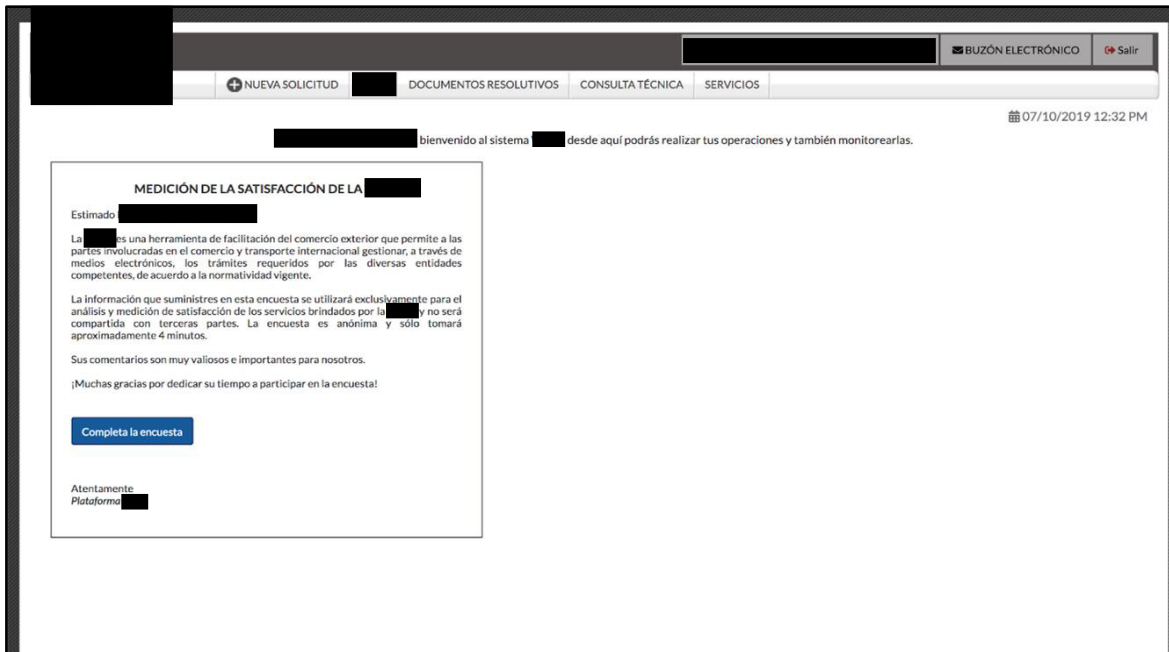 BUZÓN ELECTRÓNICO Salir
NUEVA SOLICITUD DOCUMENTOS RESOLUTIVOS CONSULTA TÉCNICA SERVICIOS
07/10/2019 12:32 PM
bienvenido al sistema desde aquí podrás realizar tus operaciones y también monitorearlas.
MEDICIÓN DE LA SATISFACCIÓN DE LA
Estimado
La es una herramienta de facilitación del comercio exterior que permite a las
partes involucradas en el comercio y transporte internacional gestionar, a través de
medios electrónicos, los trámites requeridos por las diversas entidades
competentes, de acuerdo a la normatividad vigente.
La información que suministres en esta encuesta se utilizará exclusivamente para el
análisis y medición de satisfacción de los servicios brindados por la y no será
compartida con terceras partes. La encuesta es anónima y sólo tomará
aproximadamente 4 minutos.
Sus comentarios son muy valiosos e importantes para nosotros.
¡Muchas gracias por dedicar su tiempo a participar en la encuesta!
Completa la encuesta
Atentamente
Plataforma